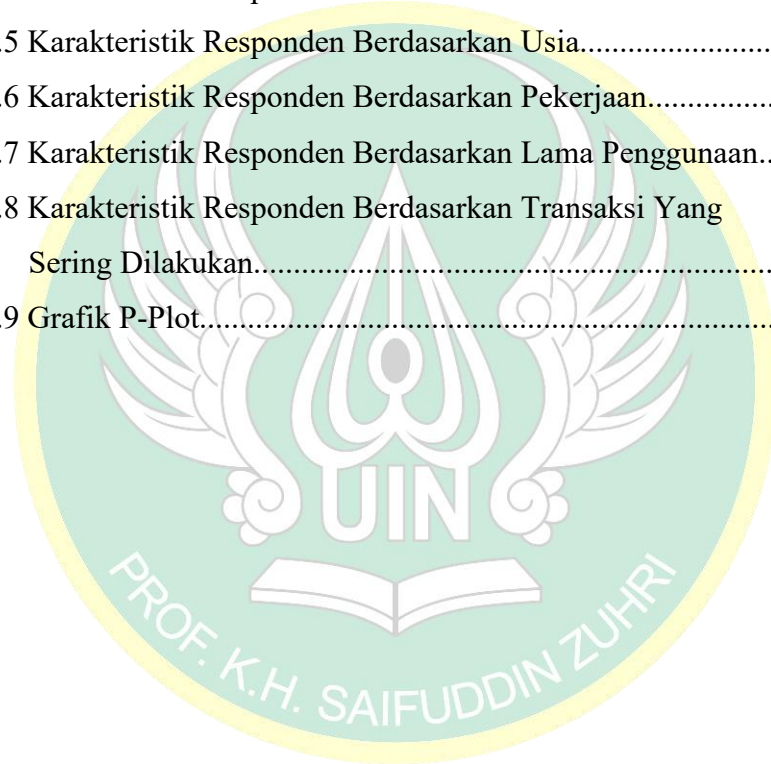 .5 Karakteristik Responden Berdasarkan Usia........................
.6 Karakteristik Responden Berdasarkan Pekerjaan................
.7 Karakteristik Responden Berdasarkan Lama Penggunaan..
.8 Karakteristik Responden Berdasarkan Transaksi Yang
Sering Dilakukan................................................................
.9 Grafik P-Plot......................................................................
UIN
PROF. K.H. SAIFUDDIN ZUHRI